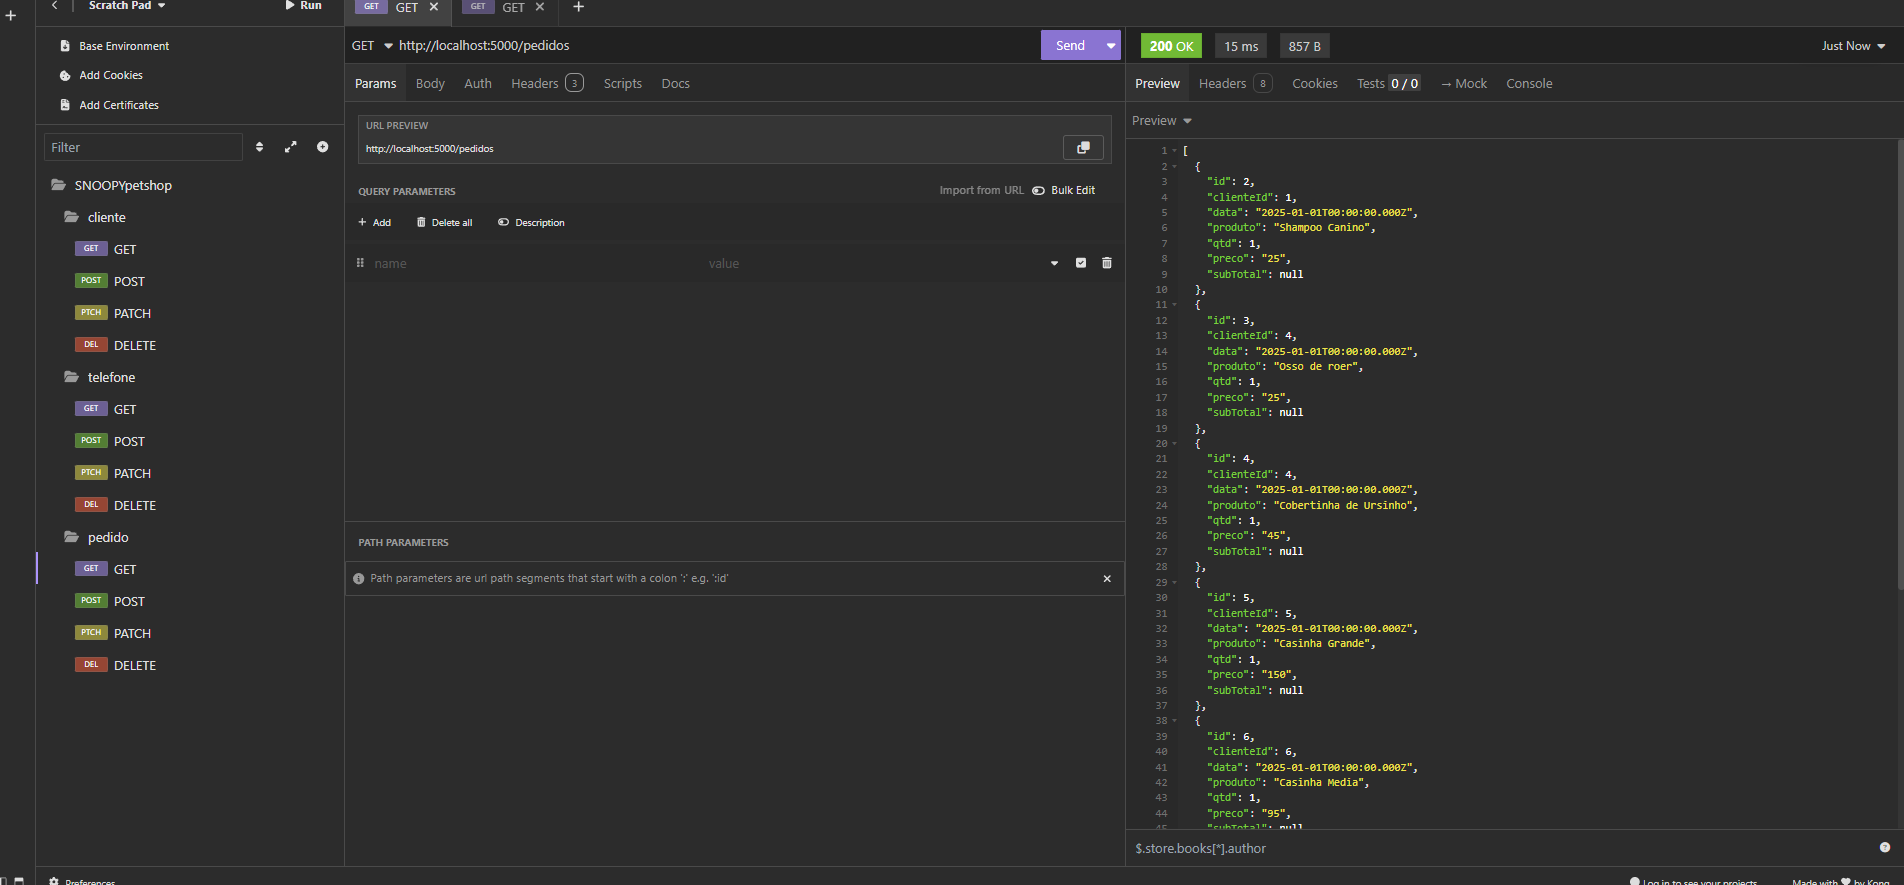 Scratch Pad
Run
Base Environment
Add Cookies
Add Certificates
Filter
SNOOPYpetshop
cliente
GET GET
POST POST
PTCH PATCH
DEL DELETE
telefone
GET GET
POST POST
PTCH PATCH
DEL DELETE
pedido
GET GET
POST POST
PTCH PATCH
DEL DELETE
Preferences
GET GET
GET GET
GET http://localhost:5000/pedidos
Send
Params Body Auth Headers 3 Scripts Docs
URL PREVIEW
http://localhost:5000/pedidos
QUERY PARAMETERS
Import from URL Bulk Edit
Add Delete all Description
name value
PATH PARAMETERS
Path parameters are url path segments that start with a colon ':' e.g. ':id'
200 OK 15 ms 857 B
Just Now
Preview Headers 8 Cookies Tests 0 / 0 → Mock Console
Preview
1 [
2 {
3 "id": 2,
4 "clienteId": 1,
5 "data": "2025-01-01T00:00:00.000Z",
6 "produto": "Shampoo Canino",
7 "qtd": 1,
8 "preco": "25",
9 "subTotal": null
10 },
11 {
12 "id": 3,
13 "clienteId": 4,
14 "data": "2025-01-01T00:00:00.000Z",
15 "produto": "Osso de roer",
16 "qtd": 1,
17 "preco": "25",
18 "subTotal": null
19 },
20 {
21 "id": 4,
22 "clienteId": 4,
23 "data": "2025-01-01T00:00:00.000Z",
24 "produto": "Cobertinha de Ursinho",
25 "qtd": 1,
26 "preco": "45",
27 "subTotal": null
28 },
29 {
30 "id": 5,
31 "clienteId": 5,
32 "data": "2025-01-01T00:00:00.000Z",
33 "produto": "Casinha Grande",
34 "qtd": 1,
35 "preco": "150",
36 "subTotal": null
37 },
38 {
39 "id": 6,
40 "clienteId": 6,
41 "data": "2025-01-01T00:00:00.000Z",
42 "produto": "Casinha Media",
43 "qtd": 1,
44 "preco": "95",
45 "subTotal": null
$.store.books[*].author
Log in to see your projects
Made with by Kong